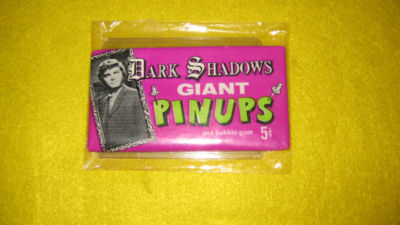 DARK SHADOWS
GIANT
PINUPS
and bubble gum 5¢